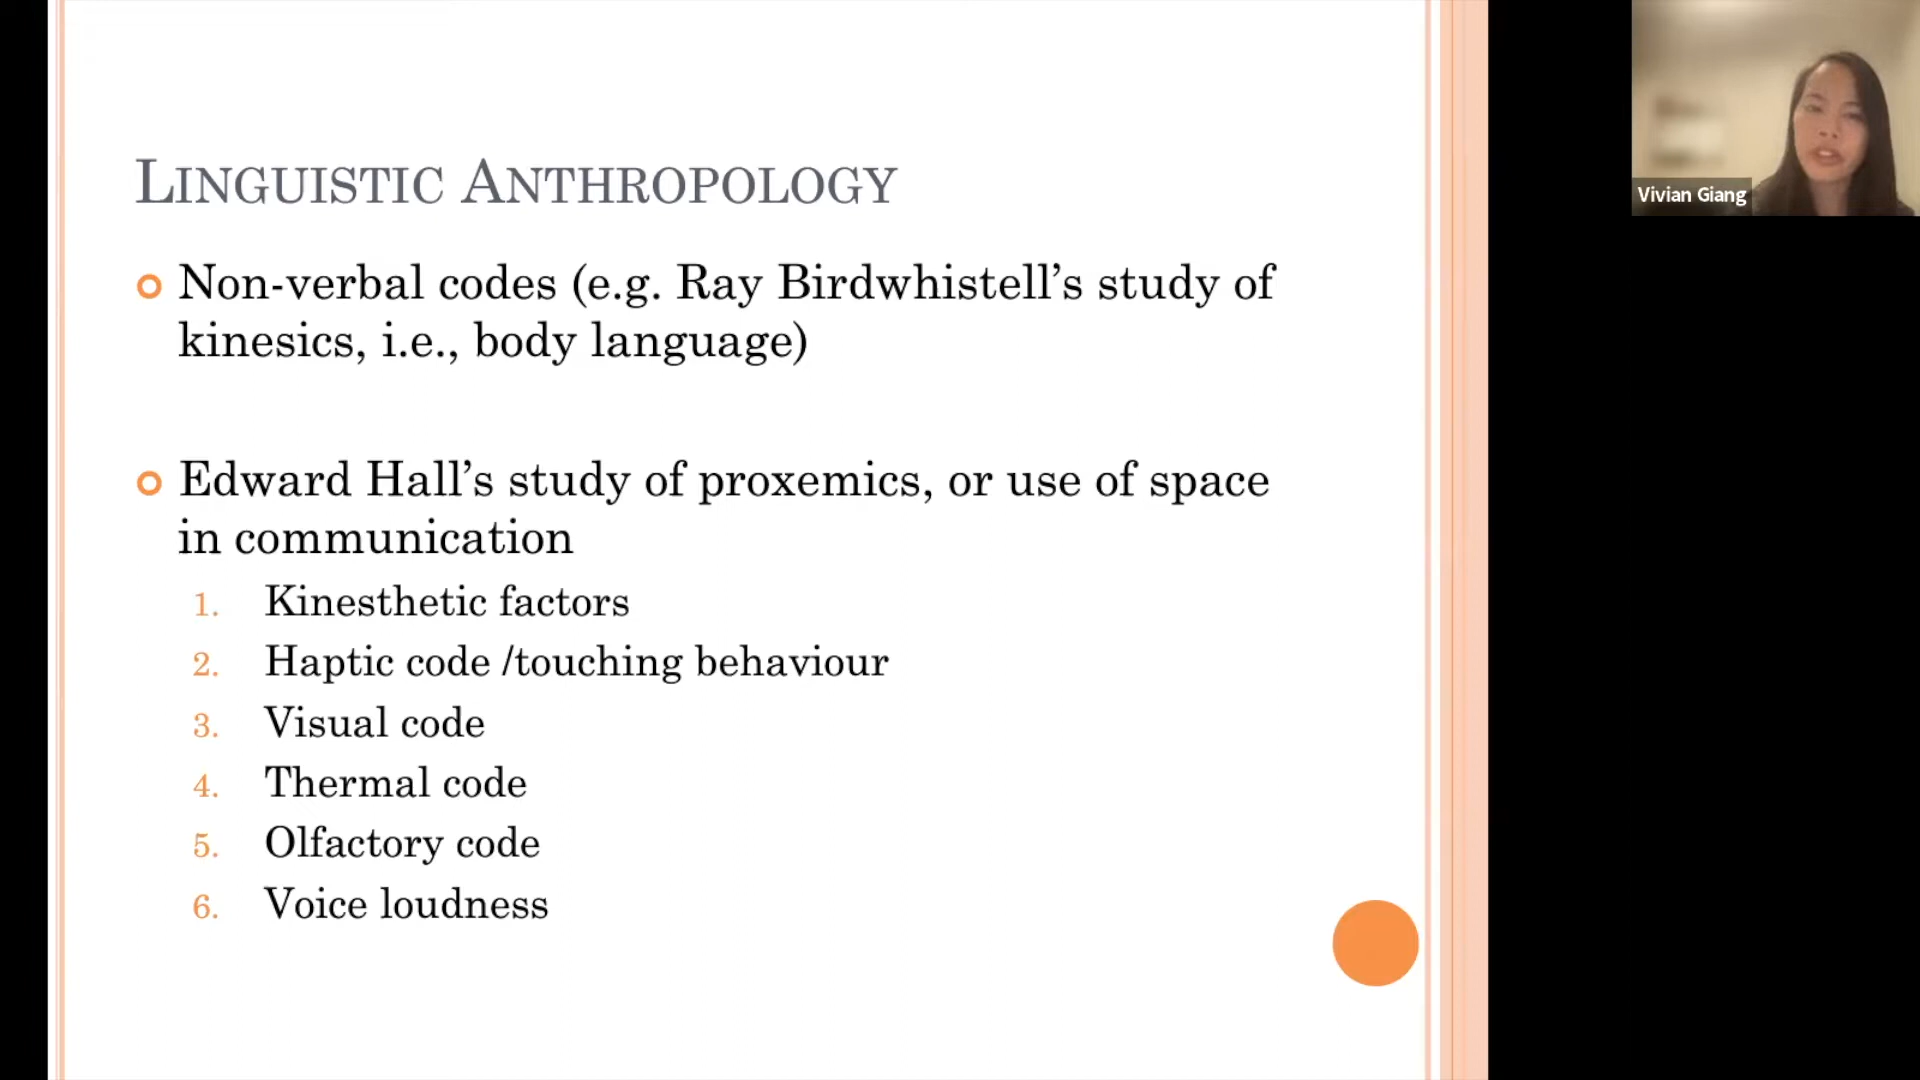 LINGUISTIC ANTHROPOLOGY
Non-verbal codes (e.g. Ray Birdwhistell’s study of
kinesics, i.e., body language)
Edward Hall’s study of proxemics, or use of space
in communication
1. Kinesthetic factors
2. Haptic code /touching behaviour
3. Visual code
4. Thermal code
5. Olfactory code
6. Voice loudness
Vivian Giang